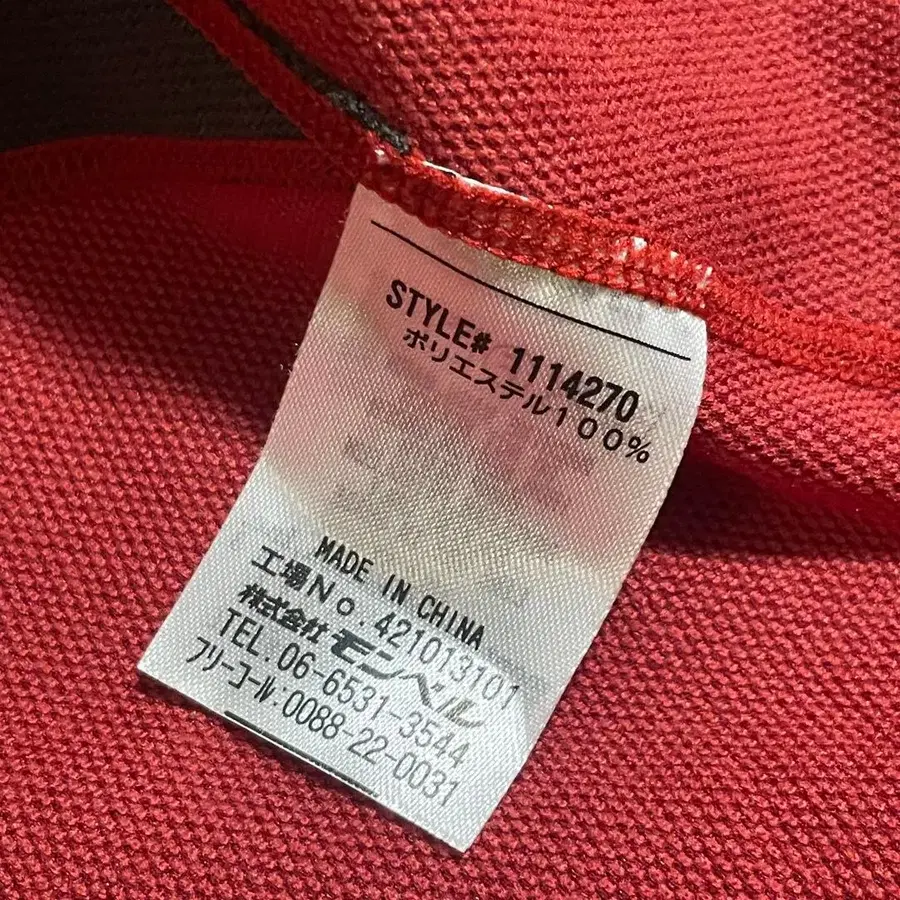 STYLE# 1114270
ポリエステル100%
MADE IN CHINA
工場No.421013101
株式会社モンベル
TEL.06-6531-3544
フリーコール:0088-22-0031